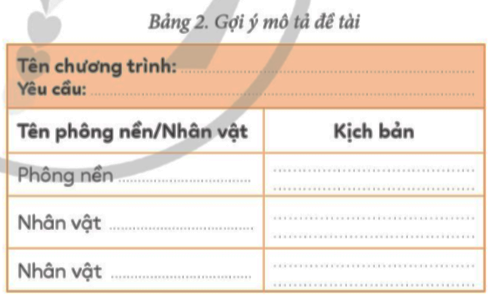 Bảng 2. Gợi ý mô tả đề tài
Tên chương trình: ........................
Yêu cầu: ........................
Tên phông nền/Nhân vật Kịch bản
Phông nền ........................
Nhân vật ........................
Nhân vật ........................